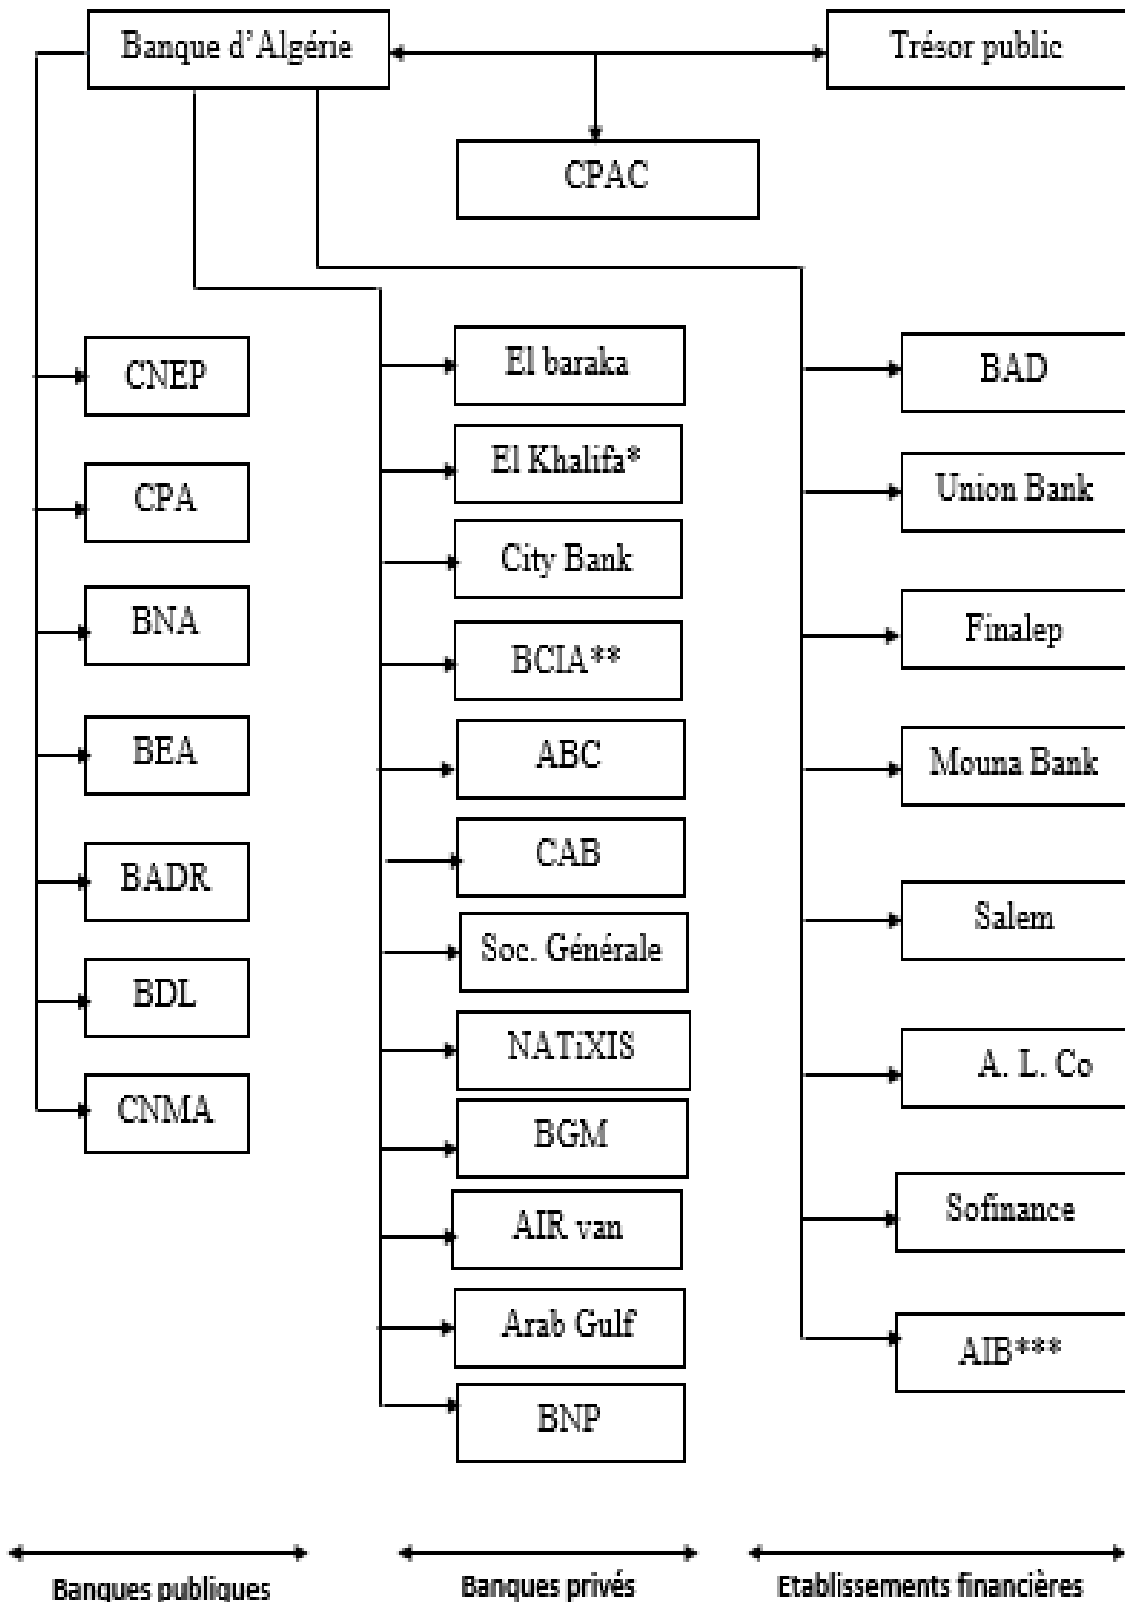 Banque d'Algérie
Trésor public
CPAC
CNEP
CPA
BNA
BEA
BADR
BDL
CNMA
El baraka
El Khalifa*
City Bank
BCIA**
ABC
CAB
Soc. Générale
NATiXIS
BGM
AIR van
Arab Gulf
BNP
BAD
Union Bank
Finalep
Mouna Bank
Salem
A. L. Co
Sofinance
AIB***
Banques publiques
Banques privés
Etablissements financières